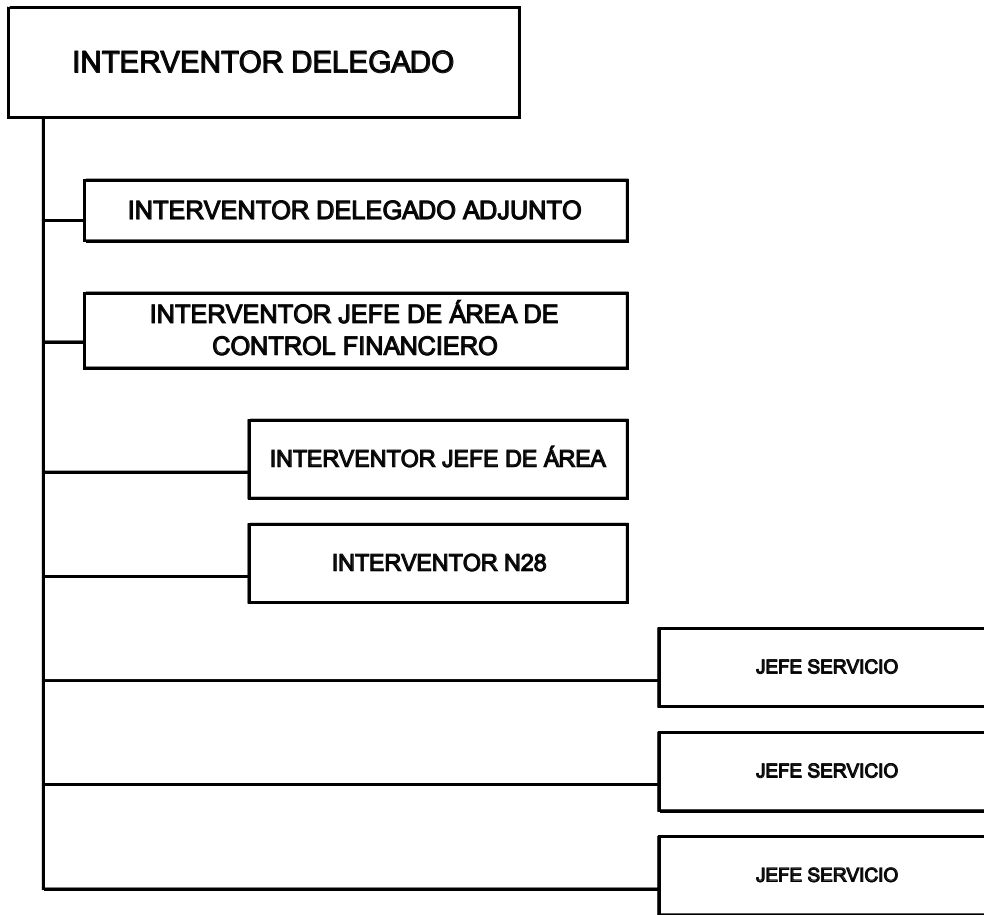 INTERVENTOR DELEGADO
INTERVENTOR DELEGADO ADJUNTO
INTERVENTOR JEFE DE ÁREA DE
CONTROL FINANCIERO
INTERVENTOR JEFE DE ÁREA
INTERVENTOR N28
JEFE SERVICIO
JEFE SERVICIO
JEFE SERVICIO